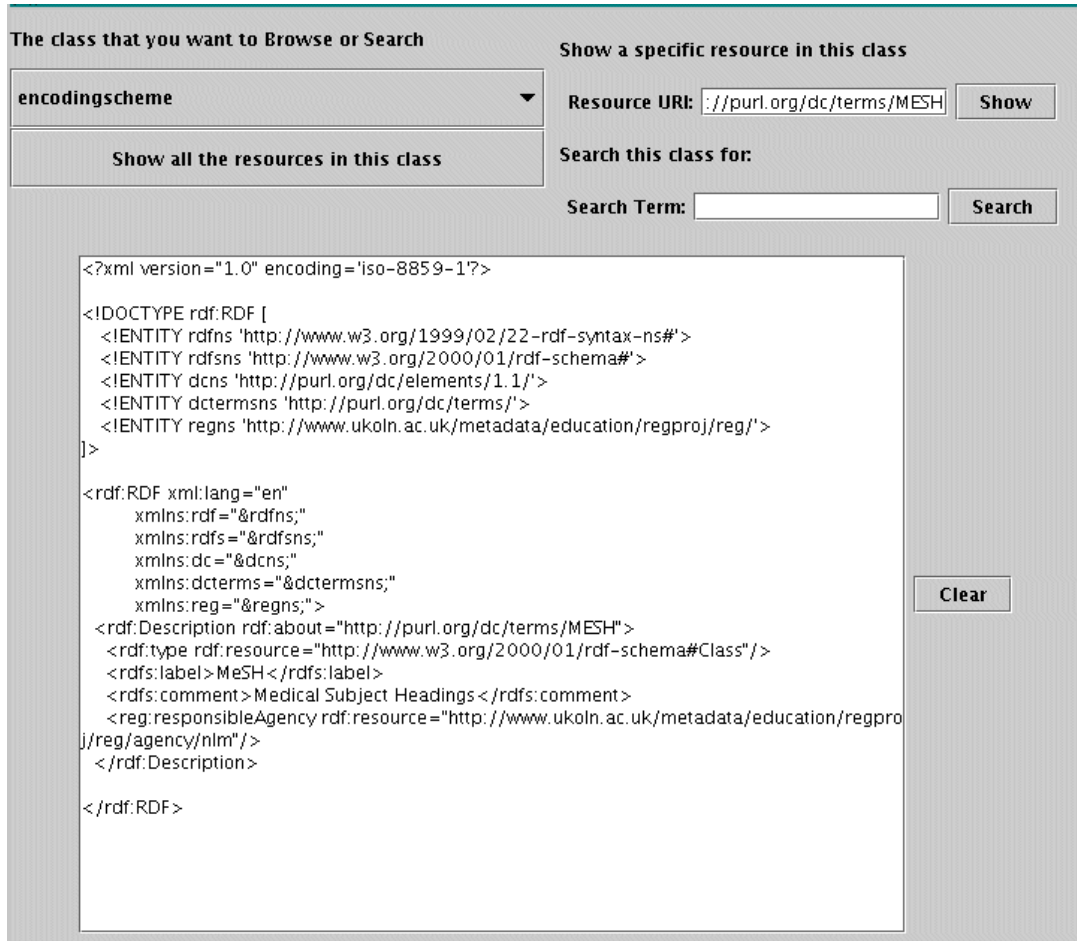 The class that you want to Browse or Search
encodingscheme
Show all the resources in this class
Show a specific resource in this class
Resource URI: ://purl.org/dc/terms/MESH Show
Search this class for:
Search Term: Search
<?xml version="1.0" encoding='iso-8859-1'?>
<!DOCTYPE rdf:RDF [
<!ENTITY rdfns 'http://www.w3.org/1999/02/22-rdf-syntax-ns#'>
<!ENTITY rdfsns 'http://www.w3.org/2000/01/rdf-schema#'>
<!ENTITY dcns 'http://purl.org/dc/elements/1.1/'>
<!ENTITY dctermsns 'http://purl.org/dc/terms/'>
<!ENTITY regns 'http://www.ukoln.ac.uk/metadata/education/regproj/reg/'>
]>
<rdf:RDF xml:lang="en"
xmlns:rdf="&rdfns;"
xmlns:rdfs="&rdfsns;"
xmlns:dc="&dcns;"
xmlns:dcterms="&dctermsns;"
xmlns:reg="&regns;">
<rdf:Description rdf:about="http://purl.org/dc/terms/MESH">
<rdf:type rdf:resource="http://www.w3.org/2000/01/rdf-schema#Class"/>
<rdfs:label>MeSH</rdfs:label>
<rdfs:comment>Medical Subject Headings</rdfs:comment>
<reg:responsibleAgency rdf:resource="http://www.ukoln.ac.uk/metadata/education/regpro
j/reg/agency/nlm"/>
</rdf:Description>
</rdf:RDF>
Clear